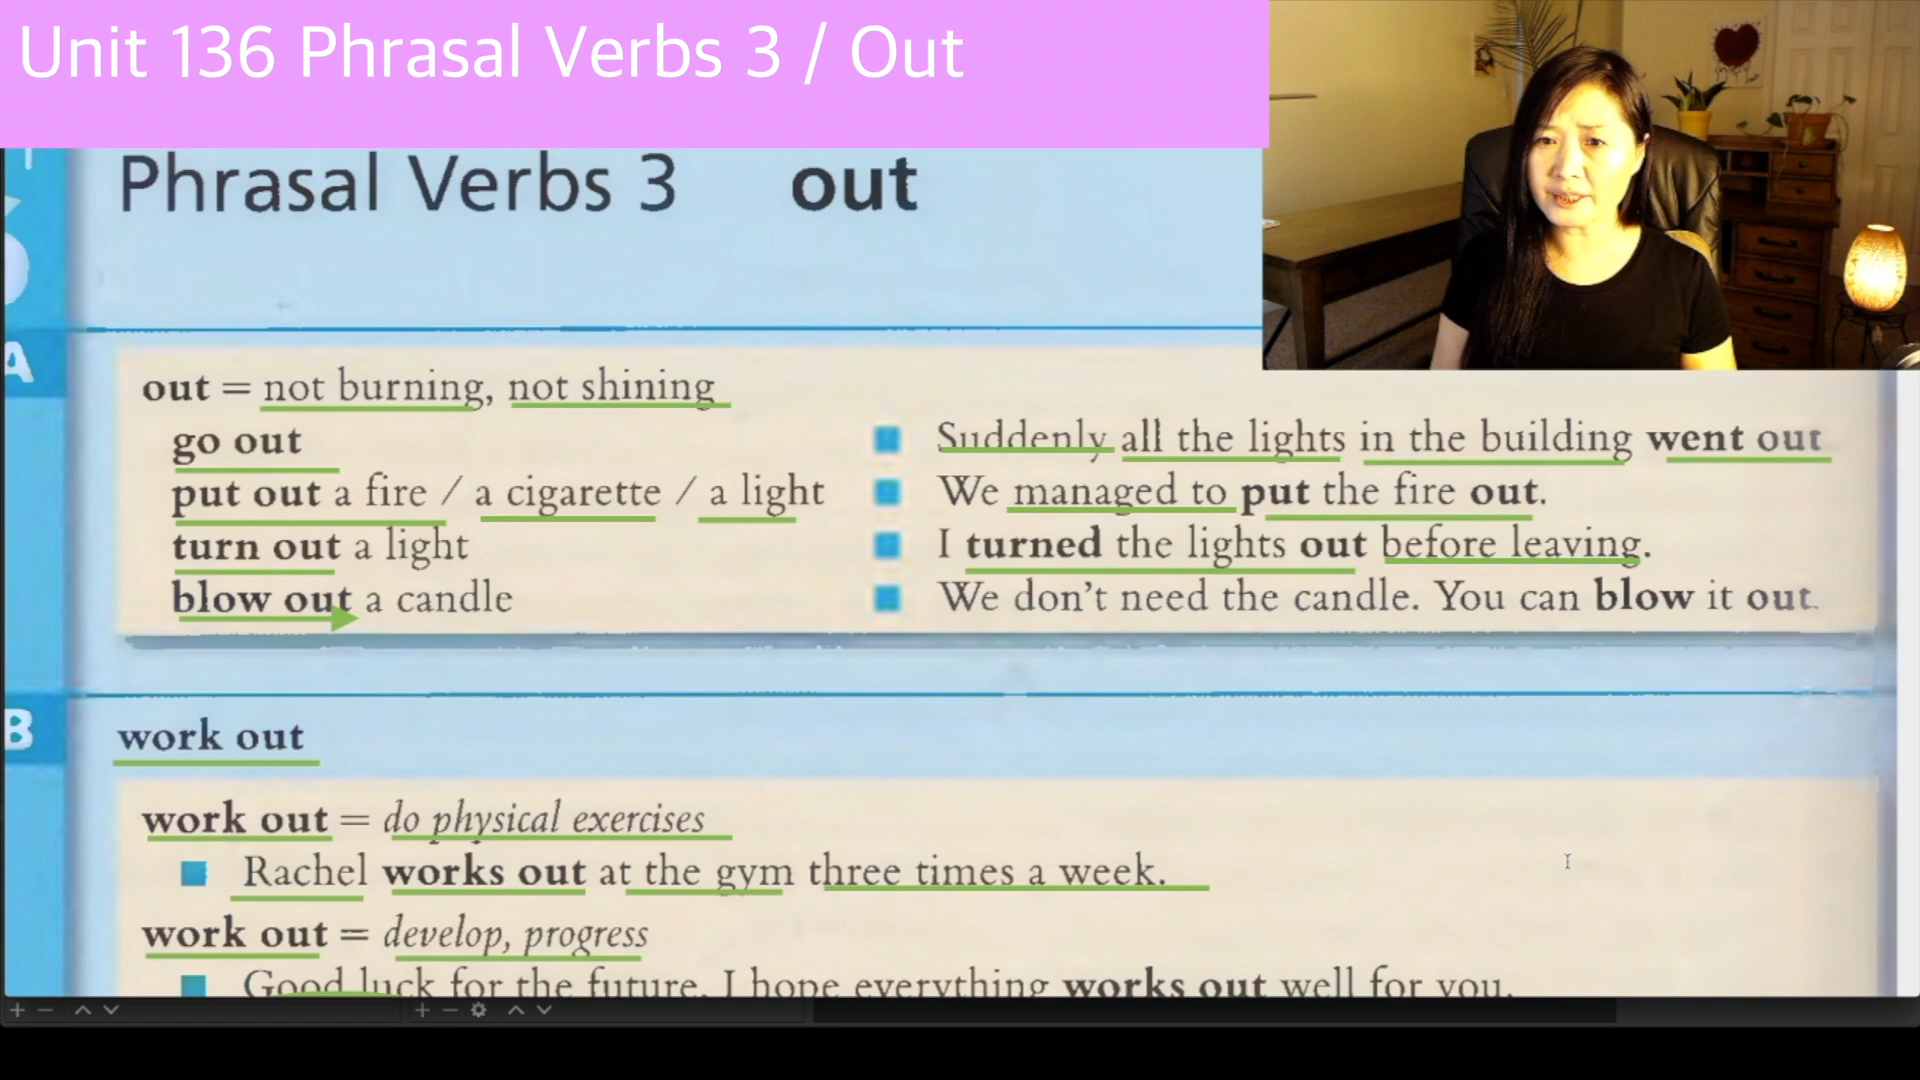 Unit 136 Phrasal Verbs 3 / Out
Phrasal Verbs 3 out
A
out = not burning, not shining
go out
put out a fire / a cigarette / a light
turn out a light
blow out a candle
Suddenly all the lights in the building went out
We managed to put the fire out.
I turned the lights out before leaving.
We don't need the candle. You can blow it out.
B
work out
work out = do physical exercises
Rachel works out at the gym three times a week.
work out = develop, progress
Good luck for the future. I hope everything works out well for you.